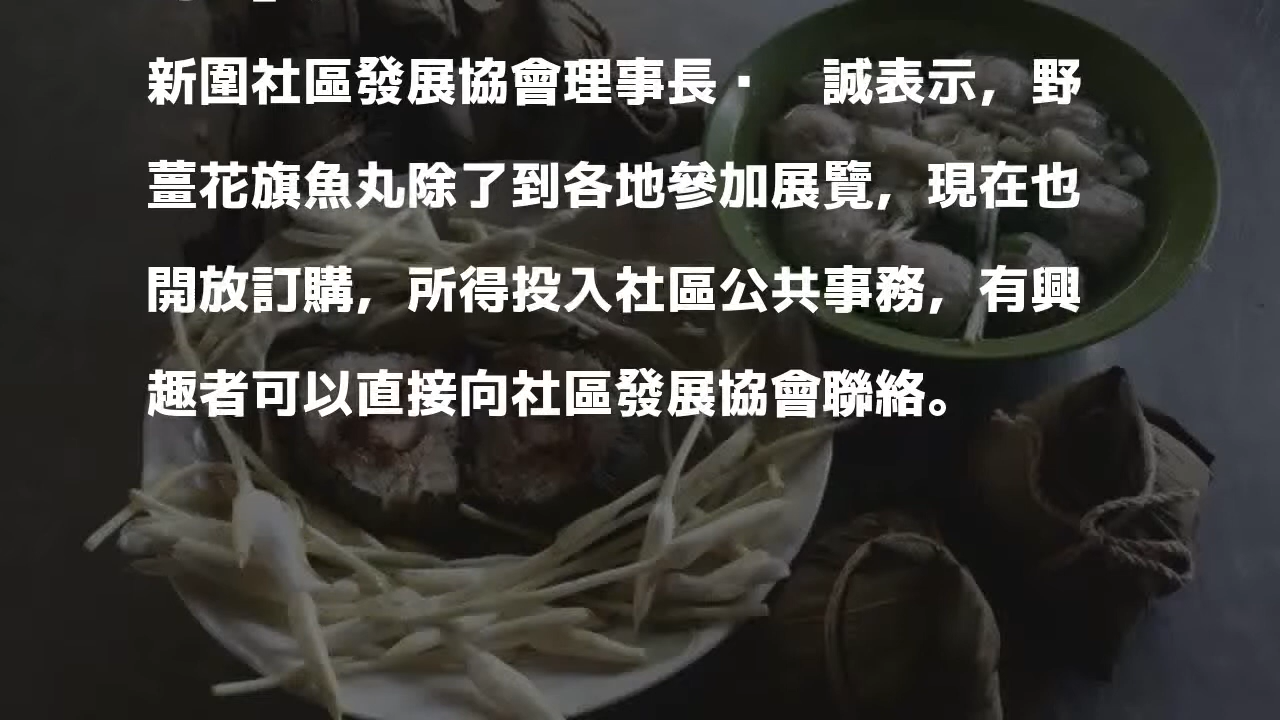 新圍社區發展協會理事長▪　誠表示，野
薑花旗魚丸除了到各地參加展覽，現在也
開放訂購，所得投入社區公共事務，有興
趣者可以直接向社區發展協會聯絡。